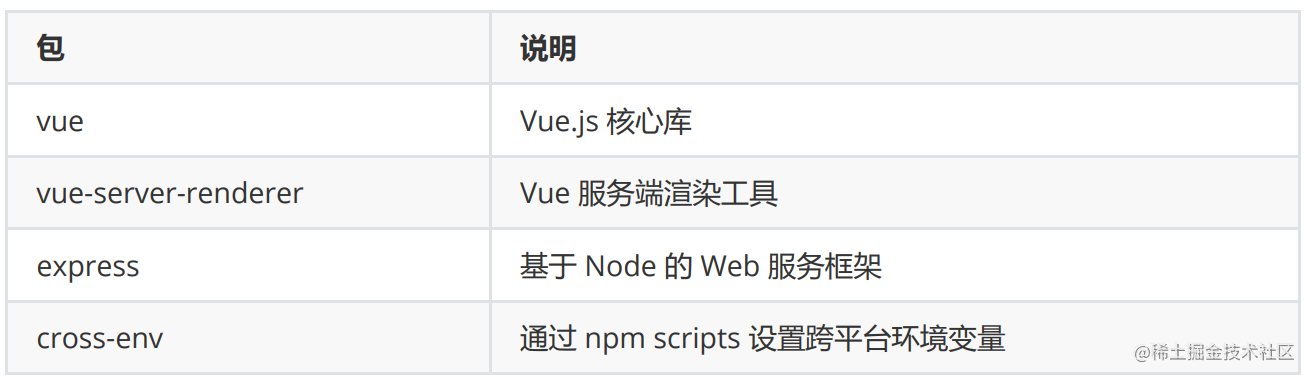 包 说明
vue Vue.js 核心库
vue-server-renderer Vue 服务端渲染工具
express 基于 Node 的 Web 服务框架
cross-env 通过 npm scripts 设置跨平台环境变量
@稀土掘金技术社区